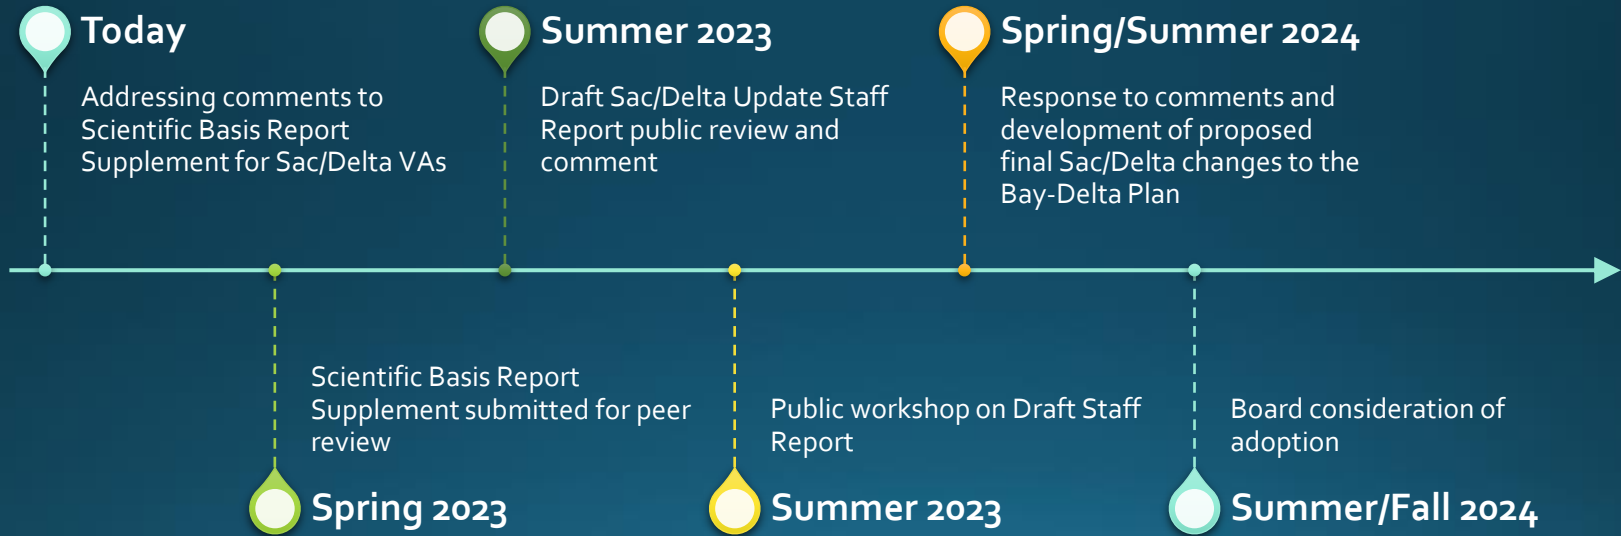 Today
Addressing comments to
Scientific Basis Report
Supplement for Sac/Delta VAs
Scientific Basis Report
Supplement submitted for peer
review
Spring 2023
Summer 2023
Draft Sac/Delta Update Staff
Report public review and
comment
Public workshop on Draft Staff
Report
Summer 2023
Spring/Summer 2024
Response to comments and
development of proposed
final Sac/Delta changes to the
Bay-Delta Plan
Board consideration of
adoption
Summer/Fall 2024